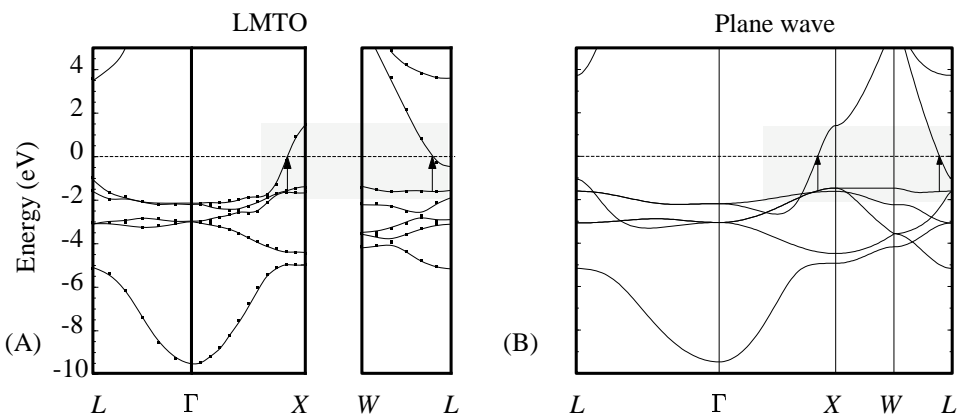 LMTO
Plane wave
4
2
0
-2
-4
-6
-8
-10
Energy (eV)
(A)
(B)
L Γ X W L
L Γ X W L